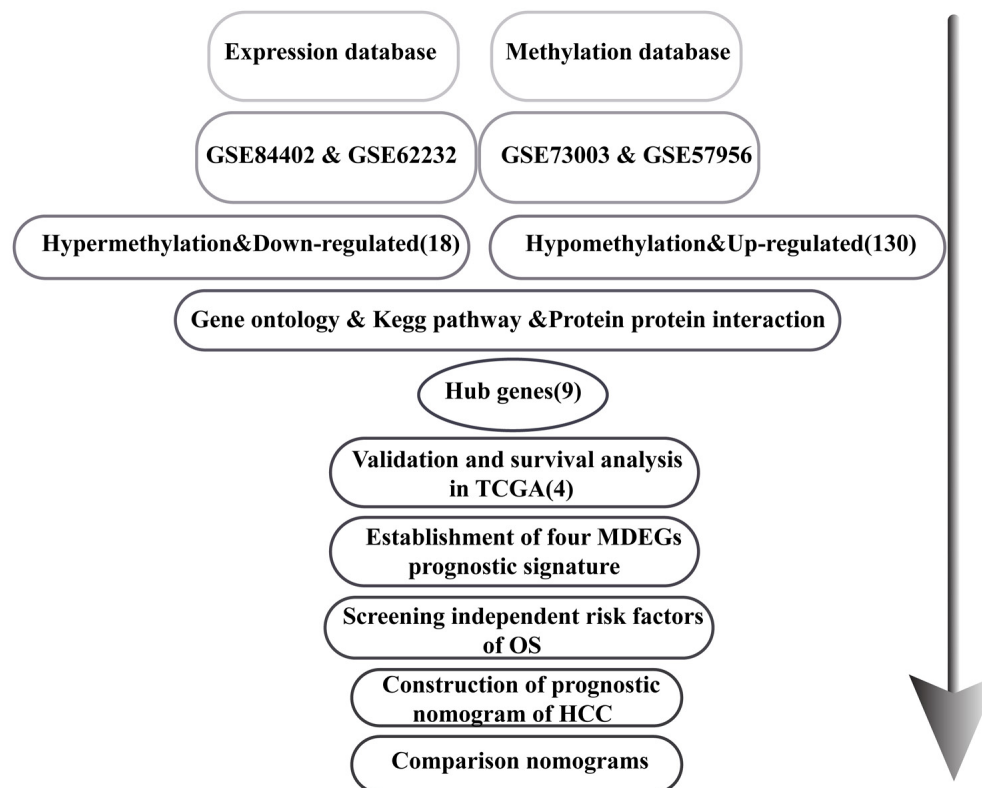 Expression database
Methylation database
GSE84402 & GSE62232
GSE73003 & GSE57956
Hypermethylation&Down-regulated(18)
Hypomethylation&Up-regulated(130)
Gene ontology & Kegg pathway &Protein protein interaction
Hub genes(9)
Validation and survival analysis
in TCGA(4)
Establishment of four MDEGs
prognostic signature
Screening independent risk factors
of OS
Construction of prognostic
nomogram of HCC
Comparison nomograms